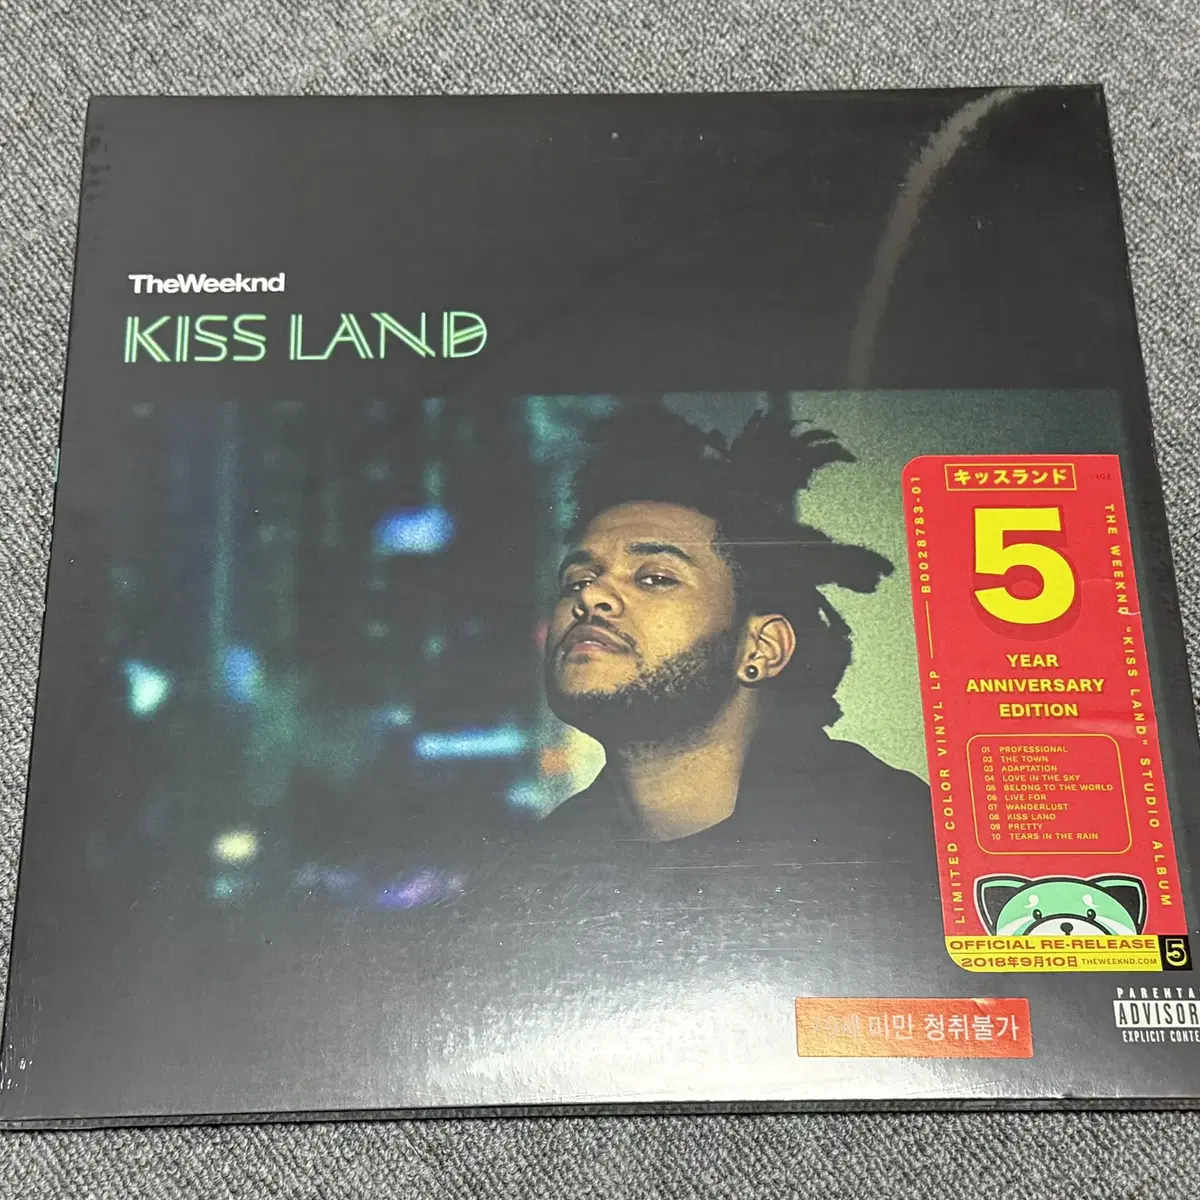 TheWeeknd
KISS LAND
キッスランド
5
YEAR
ANNIVERSARY
EDITION
01 PROFESSIONAL
02 THE TOWN
03 ADAPTATION
04 LOVE IN THE SKY
05 BELONG TO THE WORLD
06 LIVE FOR
07 WANDERLUST
08 KISS LAND
09 PRETTY
10 TEARS IN THE RAIN
LIMITED COLOR VINYL LP B0028783-01
THE WEEKND "KISS LAND" STUDIO ALBUM
OFFICIAL RE-RELEASE
2018年9月10日 THEWEEKND.COM
5
미만 청취불가
PARENTA
ADVISOR
EXPLICIT CONTE